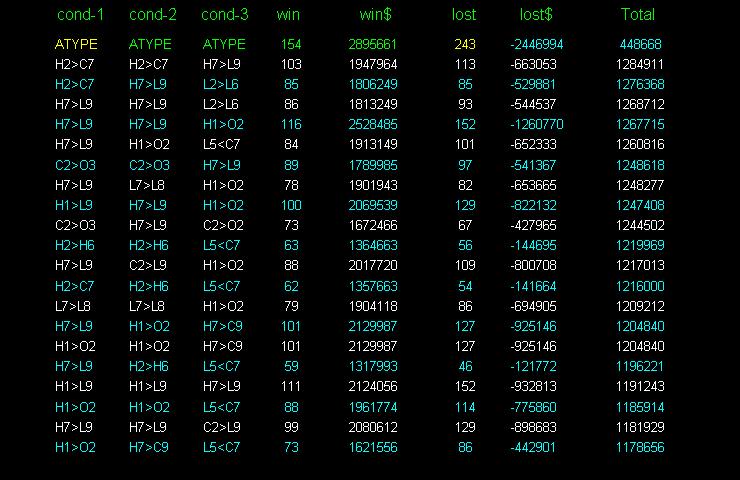 cond-1 cond-2 cond-3 win win$ lost lost$ Total
ATYPE ATYPE ATYPE 154 2895661 243 -2446994 448668
H2>C7 H2>C7 H7>L9 103 1947964 113 -663053 1284911
H2>C7 H7>L9 L2>L6 85 1806249 85 -529881 1276368
H7>L9 H7>L9 L2>L6 86 1813249 93 -544537 1268712
H7>L9 H7>L9 H1>O2 116 2528485 152 -1260770 1267715
H7>L9 H1>O2 L5<C7 84 1913149 101 -652333 1260816
C2>O3 C2>O3 H7>L9 89 1789985 97 -541367 1248618
H7>L9 L7>L8 H1>O2 78 1901943 82 -653665 1248277
H1>L9 H7>L9 H1>O2 100 2069539 129 -822132 1247408
C2>O3 H7>L9 C2>O2 73 1672466 67 -427965 1244502
H2>H6 H2>H6 L5<C7 63 1364663 56 -144695 1219969
H7>L9 C2>L9 H1>O2 88 2017720 109 -800708 1217013
H2>C7 H2>H6 L5<C7 62 1357663 54 -141664 1216000
L7>L8 L7>L8 H1>O2 79 1904118 86 -694905 1209212
H7>L9 H1>O2 H7>C9 101 2129987 127 -925146 1204840
H1>O2 H1>O2 H7>C9 101 2129987 127 -925146 1204840
H7>L9 H2>H6 L5<C7 59 1317993 46 -121772 1196221
H1>L9 H1>L9 H7>L9 111 2124056 152 -932813 1191243
H1>O2 H1>O2 L5<C7 88 1961774 114 -775860 1185914
H7>L9 H7>L9 C2>L9 99 2080612 129 -898683 1181929
H1>O2 H7>C9 L5<C7 73 1621556 86 -442901 1178656